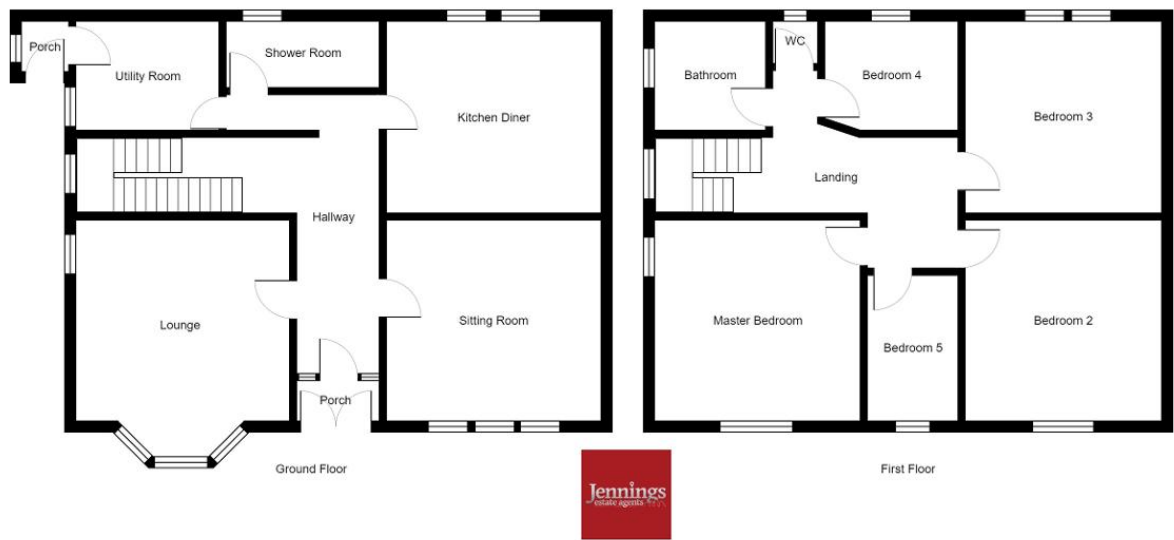 Porch
Utility Room
Shower Room
Kitchen Diner
Hallway
Lounge
Sitting Room
Porch
Ground Floor
Bathroom
WC
Bedroom 4
Bedroom 3
Landing
Master Bedroom
Bedroom 5
Bedroom 2
First Floor
Jennings
estate agents